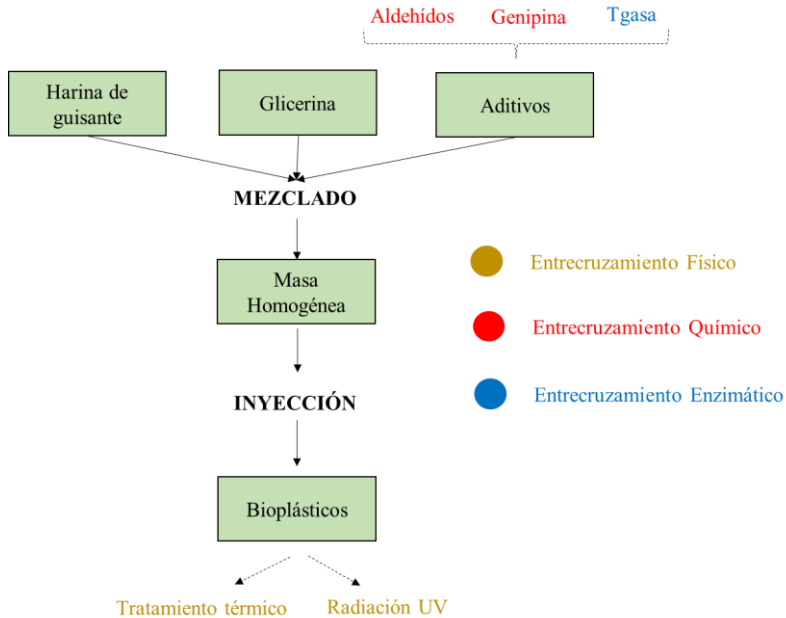 Aldehídos Genipina Tgasa
Harina de
guisante
Glicerina
Aditivos
MEZCLADO
Masa
Homogénea
Entrecruzamiento Físico
Entrecruzamiento Químico
Entrecruzamiento Enzimático
INYECCIÓN
Bioplásticos
Tratamiento térmico
Radiación UV